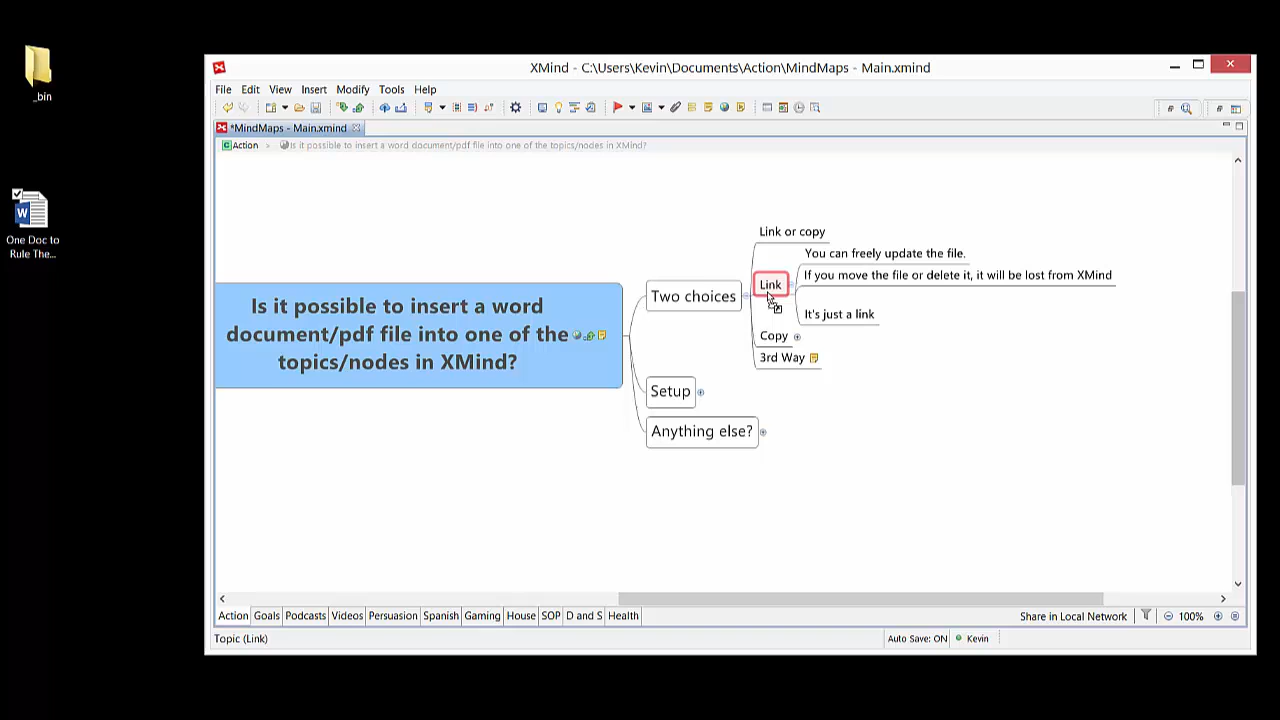 _bin
One Doc to
Rule The...
XMind - C:\Users\Kevin\Documents\Action\MindMaps - Main.xmind
File Edit View Insert Modify Tools Help
*MindMaps - Main.xmind
Action > Is it possible to insert a word document/pdf file into one of the topics/nodes in XMind?
Is it possible to insert a word
document/pdf file into one of the
topics/nodes in XMind?
Two choices
Link or copy
Link
You can freely update the file.
If you move the file or delete it, it will be lost from XMind
It's just a link
Copy
3rd Way
Setup
Anything else?
Action Goals Podcasts Videos Persuasion Spanish Gaming House SOP D and S Health
Share in Local Network 100%
Topic (Link)
Auto Save: ON Kevin